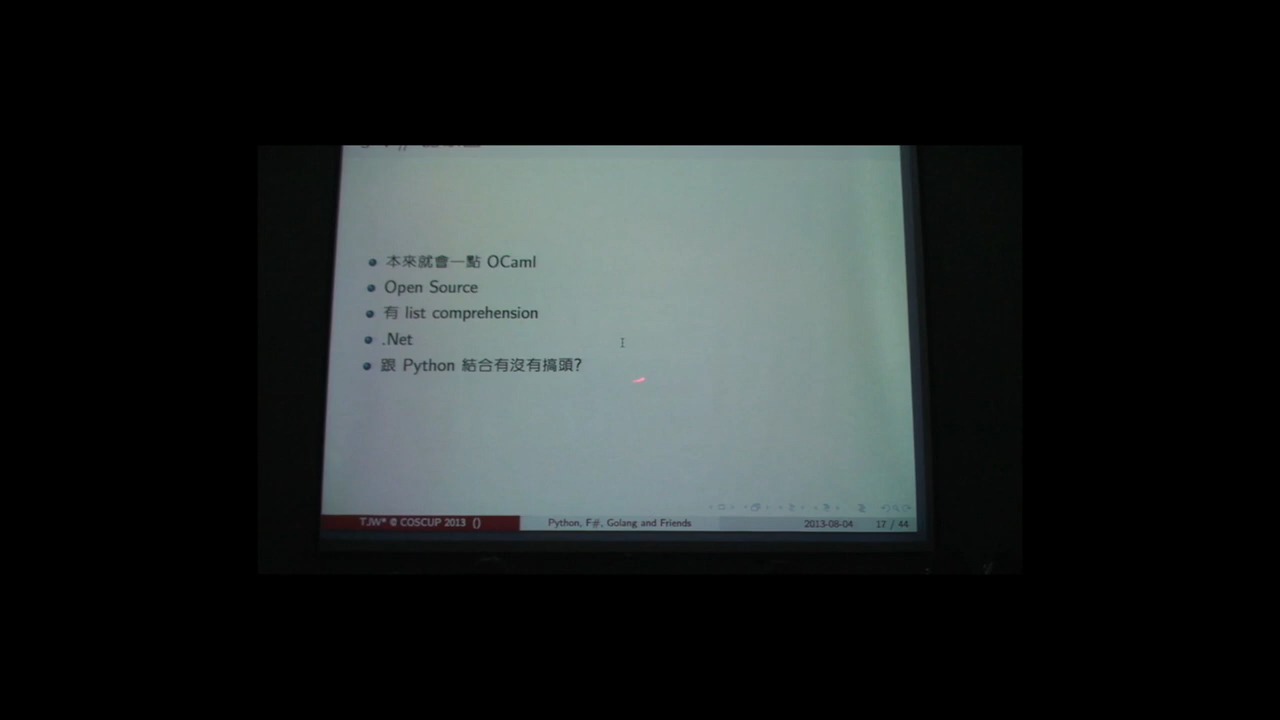 本來就會一點 OCaml
Open Source
有 list comprehension
.Net
跟 Python 結合有沒有搞頭?
TJW* @ COSCUP 2013 ()
Python, F#, Golang and Friends
2013-08-04
17 / 44